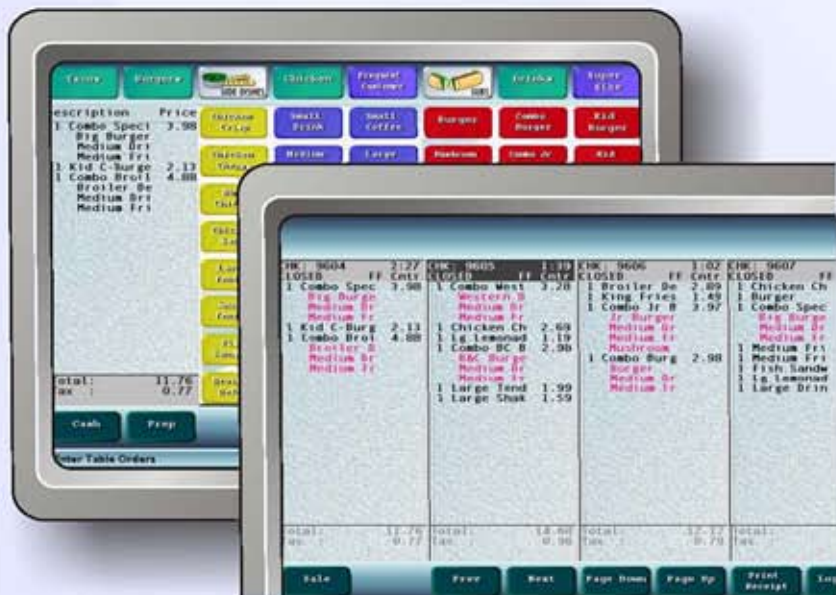 Tacos Burgers SIDE DISHES Chicken Frequent Customer SUBS Drinks Super Size
escription Price
1 Combo Speci 3.98
Big Burger
Medium Dri
Medium Fri
1 Kid C-Burge 2.13
1 Combo Broil 4.88
Broiler De
Medium Dri
Medium Fri
otal: 11.76
ax : 0.77
Cash Prep
nter Table Orders
Chicken Crisp Small Drink Small Coffee Burger Combo Burger Kid Burger
Medium Large Mushroom Combo Jr Kid
CHK: 9604 2:27
CLOSED FF Cntr
1 Combo Spec 3.98
Big Burge
Medium Dr
Medium Fr
1 Kid C-Burg 2.13
1 Combo Broi 4.88
Broiler D
Medium Dr
Medium Fr
Total: 11.76
Tax : 0.77
CHK: 9605 1:39
CLOSED FF Cntr
1 Combo West 3.28
Western B
Medium Dr
Medium Fr
1 Chicken Ch 2.69
1 Lg Lemonad 1.19
1 Combo BC B 2.98
B&C Burge
Medium Dr
Medium Fr
1 Large Tend 1.99
1 Large Shak 1.59
Total:
Tax :
CHK: 9606 1:02
CLOSED FF Cntr
1 Broiler De 2.89
1 King Fries 1.49
1 Combo Jr B 3.97
Jr Burger
Medium Dr
Medium Fr
Mushroom
1 Combo Burg 2.98
Burger
Medium Dr
Medium Fr
Total:
Tax :
CHK: 9607
CLOSED FF
1 Chicken Ch
1 Burger
1 Combo Spec
Big Burge
Medium Dr
Medium Fr
1 Medium Fri
1 Medium Fri
1 Fish Sandw
1 Lg Lemonad
1 Large Drin
Total:
Tax :
Sale Prev Next Page Down Page Up Print Receipt